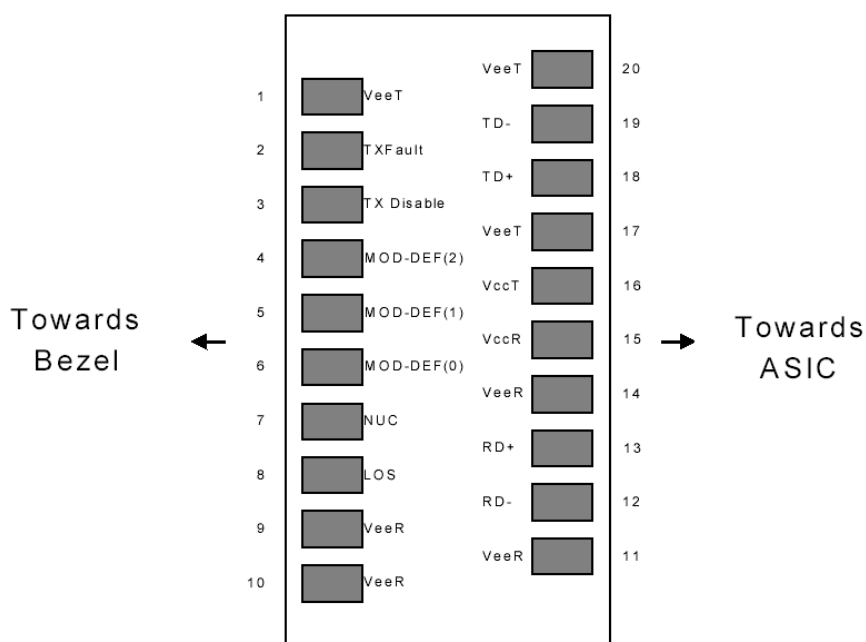 Towards
Bezel
1 VeeT
2 TXFault
3 TX Disable
4 MOD-DEF(2)
5 MOD-DEF(1)
6 MOD-DEF(0)
7 NUC
8 LOS
9 VeeR
10 VeeR
VeeT 20
TD- 19
TD+ 18
VeeT 17
VccT 16
VccR 15
VeeR 14
RD+ 13
RD- 12
VeeR 11
Towards
ASIC